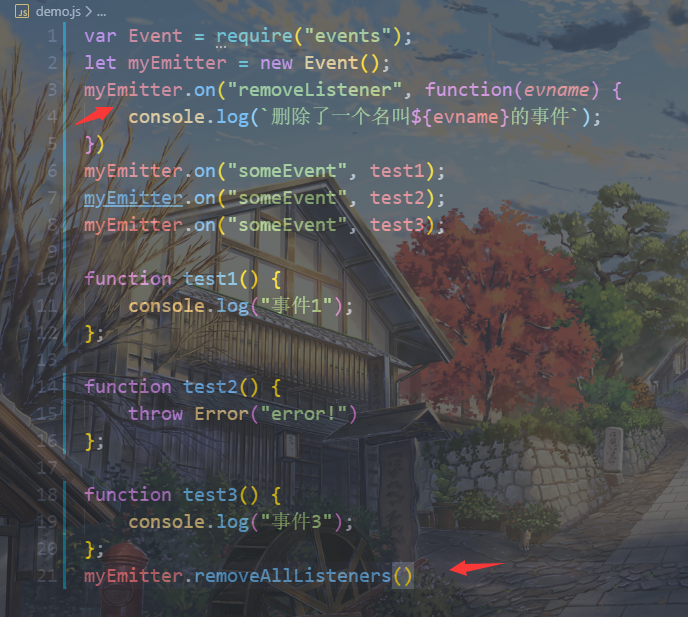 JS demo.js > ...
1 var Event = require("events");
2 let myEmitter = new Event();
3 myEmitter.on("removeListener", function(evname) {
4 console.log(`删除了一个名叫${evname}的事件`);
5 })
6 myEmitter.on("someEvent", test1);
7 myEmitter.on("someEvent", test2);
8 myEmitter.on("someEvent", test3);
9
10 function test1() {
11 console.log("事件1");
12 };
13
14 function test2() {
15 throw Error("error!")
16 };
17
18 function test3() {
19 console.log("事件3");
20 };
21 myEmitter.removeAllListeners()